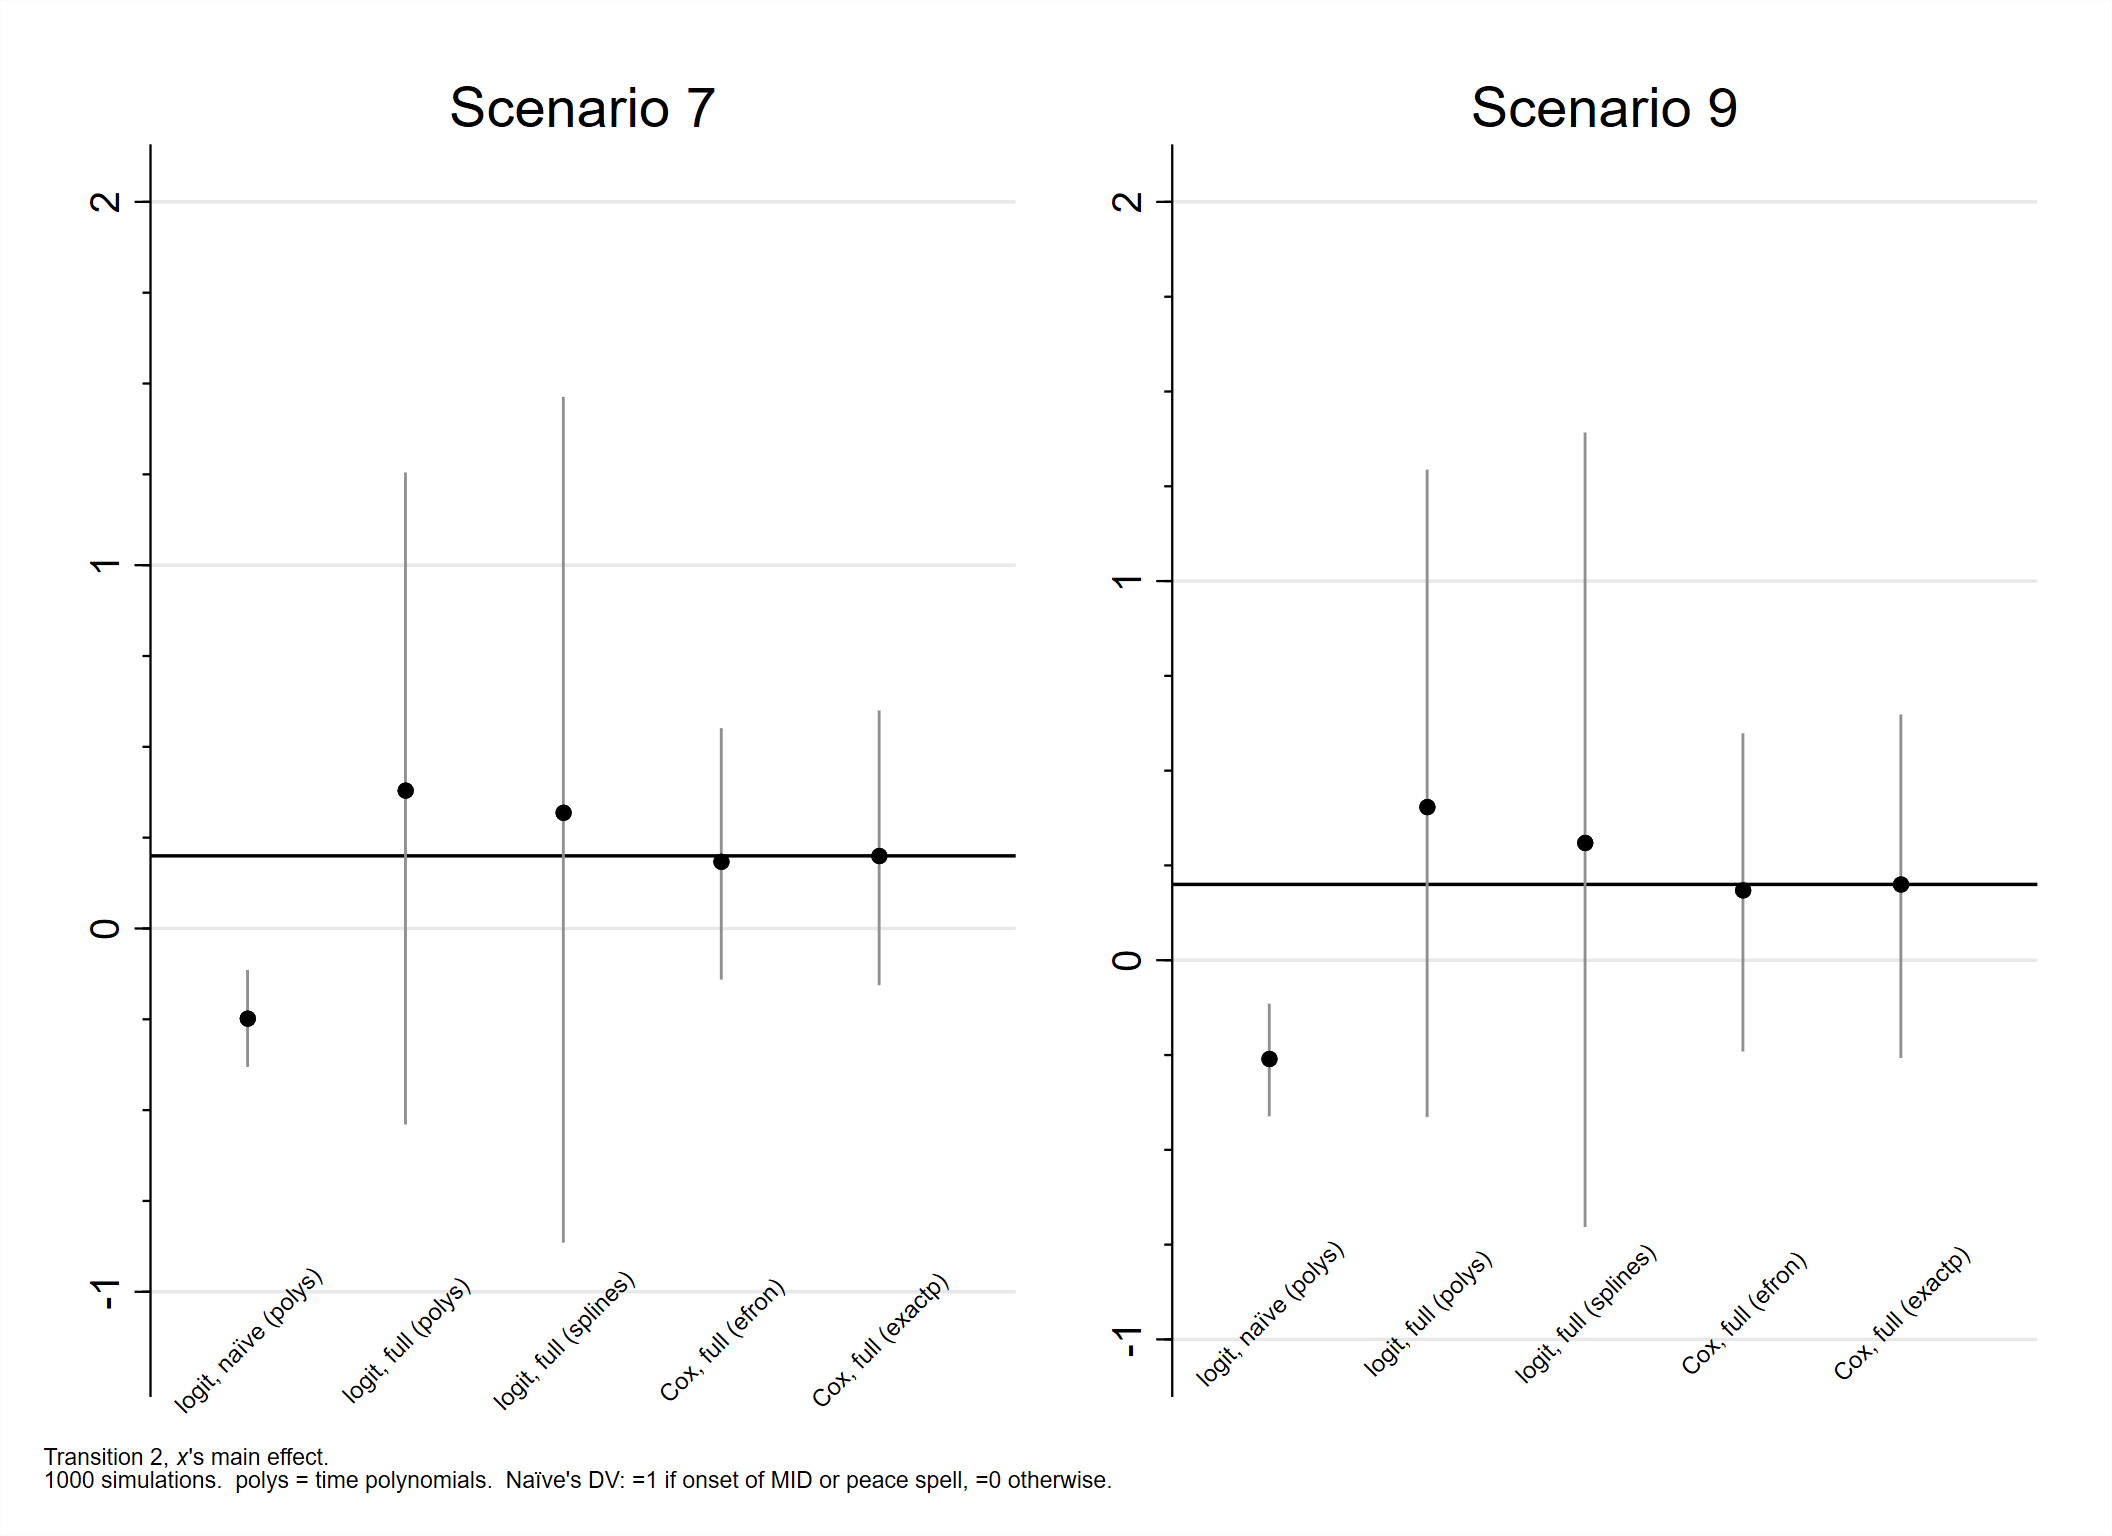 Scenario 7
2
1
0
-1
logit, naïve (polys)
logit, full (polys)
logit, full (splines)
Cox, full (efron)
Cox, full (exactp)
Scenario 9
2
1
0
-1
logit, naïve (polys)
logit, full (polys)
logit, full (splines)
Cox, full (efron)
Cox, full (exactp)
Transition 2, x's main effect.
1000 simulations.  polys = time polynomials.  Naïve's DV: =1 if onset of MID or peace spell, =0 otherwise.